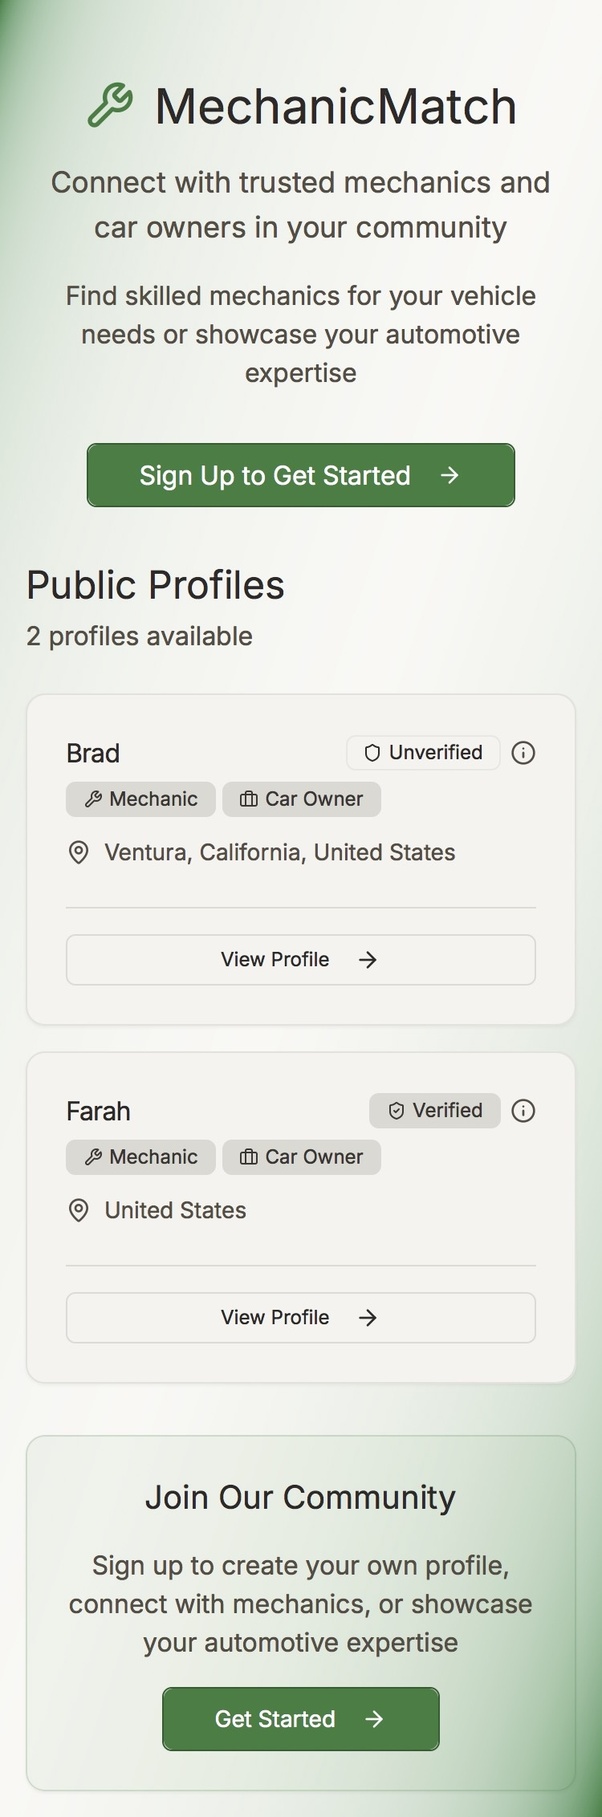 MechanicMatch
Connect with trusted mechanics and
car owners in your community
Find skilled mechanics for your vehicle
needs or showcase your automotive
expertise
Sign Up to Get Started
Public Profiles
2 profiles available
Brad
Unverified
Mechanic
Car Owner
Ventura, California, United States
View Profile
Farah
Verified
Mechanic
Car Owner
United States
View Profile
Join Our Community
Sign up to create your own profile,
connect with mechanics, or showcase
your automotive expertise
Get Started